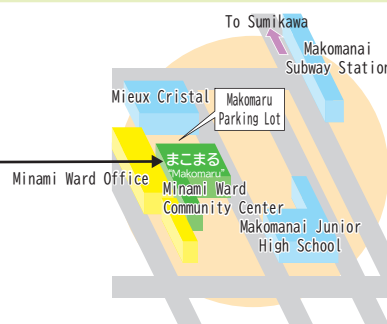 To Sumikawa
Makomanai
Subway Station
Mieux Cristal
Makomaru
Parking Lot
まこまる
"Makomaru"
Minami Ward Office
Minami Ward
Community Center
Makomanai Junior
High School